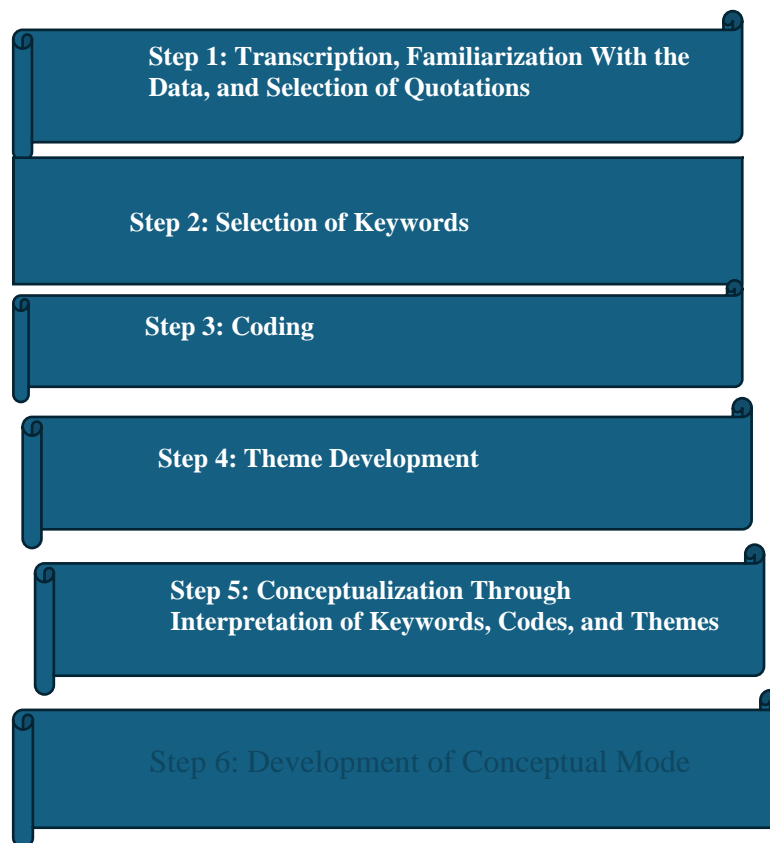 Step 1: Transcription, Familiarization With the
Data, and Selection of Quotations
Step 2: Selection of Keywords
Step 3: Coding
Step 4: Theme Development
Step 5: Conceptualization Through
Interpretation of Keywords, Codes, and Themes
Step 6: Development of Conceptual Mode